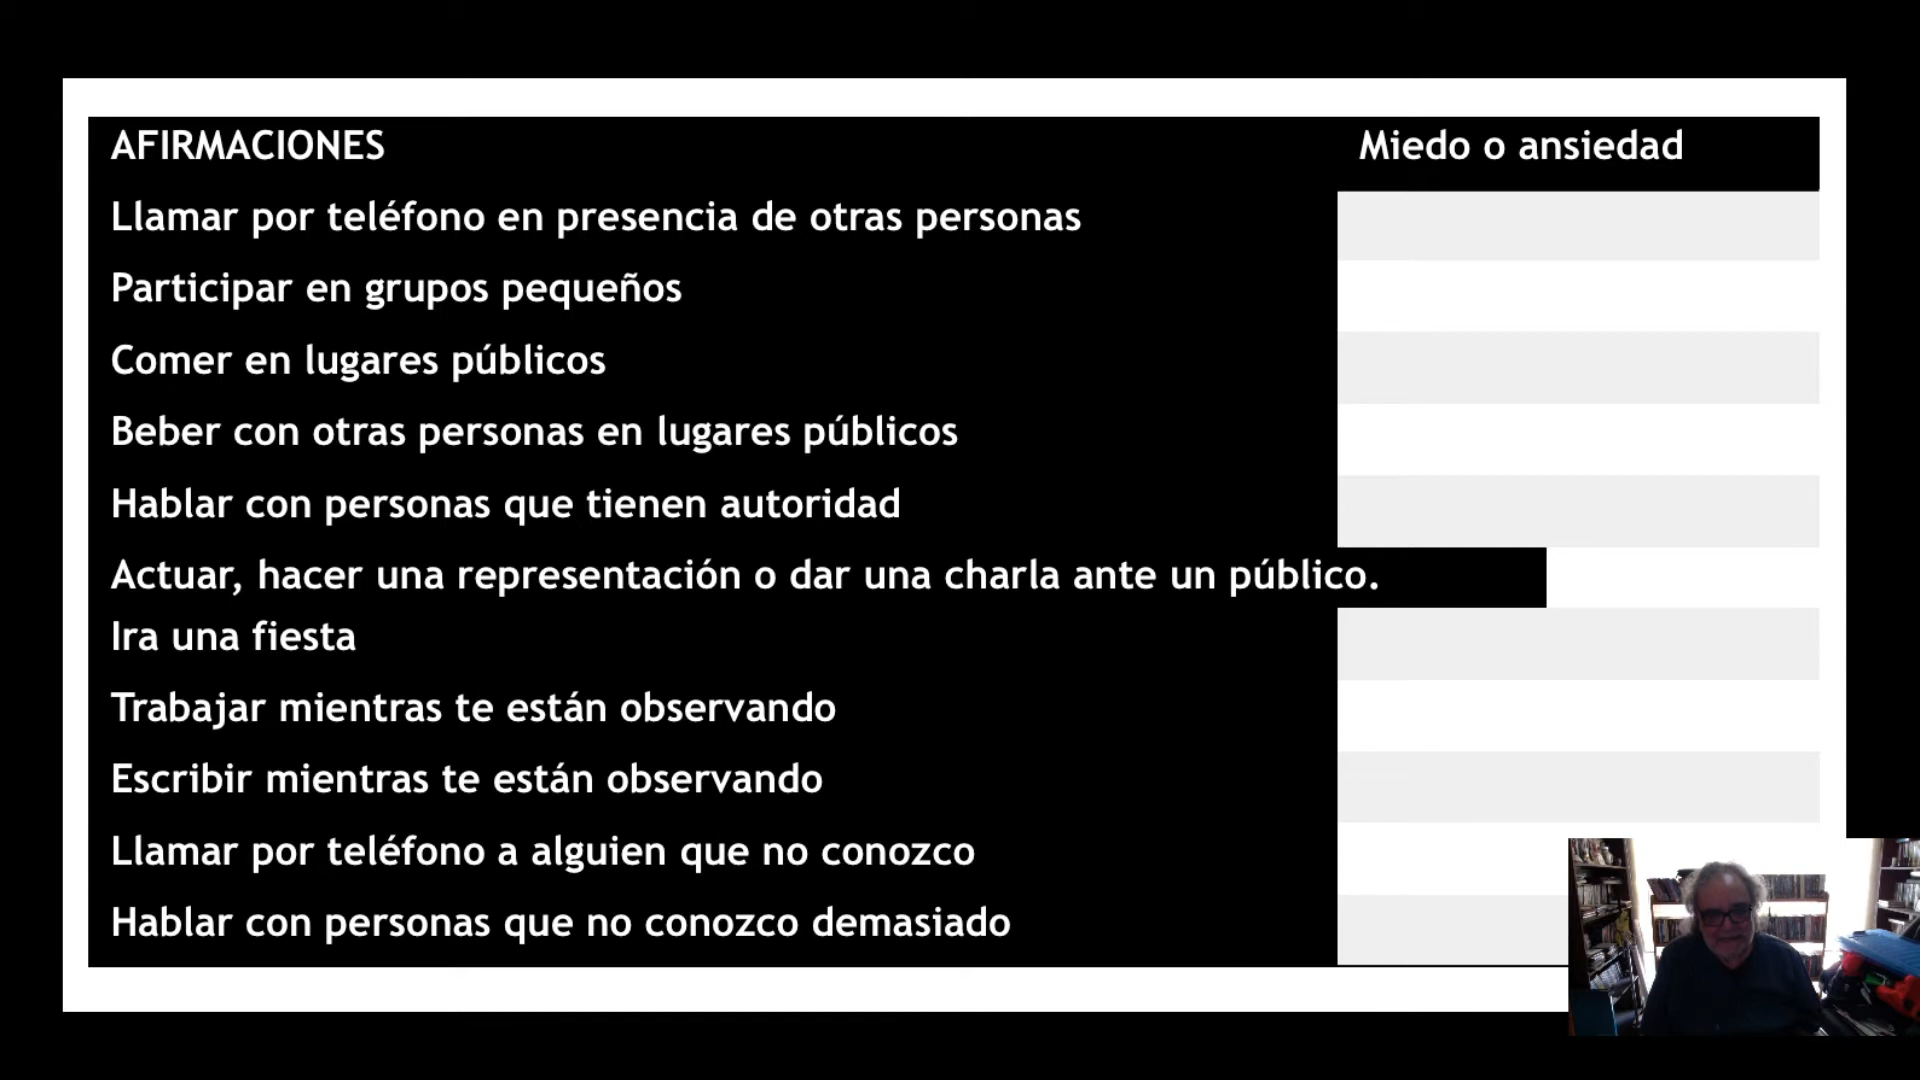 AFIRMACIONES Miedo o ansiedad
Llamar por teléfono en presencia de otras personas
Participar en grupos pequeños
Comer en lugares públicos
Beber con otras personas en lugares públicos
Hablar con personas que tienen autoridad
Actuar, hacer una representación o dar una charla ante un público.
Ira una fiesta
Trabajar mientras te están observando
Escribir mientras te están observando
Llamar por teléfono a alguien que no conozco
Hablar con personas que no conozco demasiado